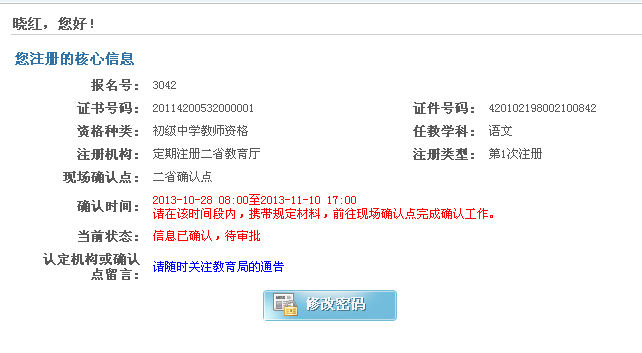 晓红，您好！
您注册的核心信息
报名号： 3042
证书号码： 20114200532000001 证件号码： 420102198002100842
资格种类： 初级中学教师资格 任教学科： 语文
注册机构： 定期注册二省教育厅 注册类型： 第1次注册
现场确认点： 二省确认点
确认时间： 2013-10-28 08:00至2013-11-10 17:00
请在该时间段内，携带规定材料，前往现场确认点完成确认工作。
当前状态： 信息已确认，待审批
认定机构或确认
点留言： 请随时关注教育局的通告
修改密码